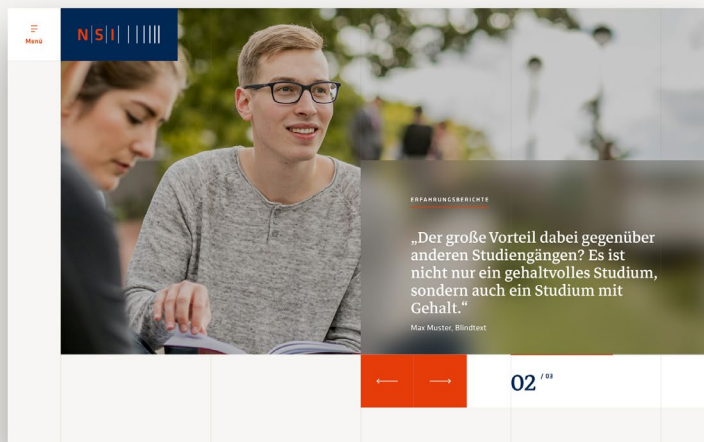 Menü
NSI
ERFAHRUNGSBERICHTE
„Der große Vorteil dabei gegenüber
anderen Studiengängen? Es ist
nicht nur ein gehaltvolles Studium,
sondern auch ein Studium mit
Gehalt.“
Max Muster, Blindtext
02 / 03